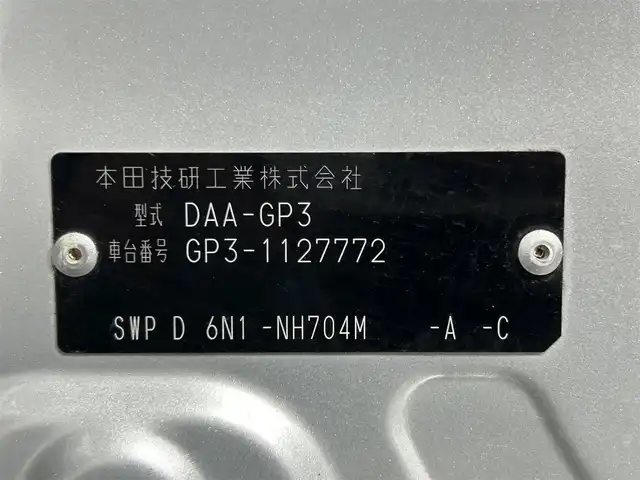 本田技研工業株式会社
型式 DAA-GP3
車台番号 GP3-1127772
SWP D 6N1 -NH704M -A -C